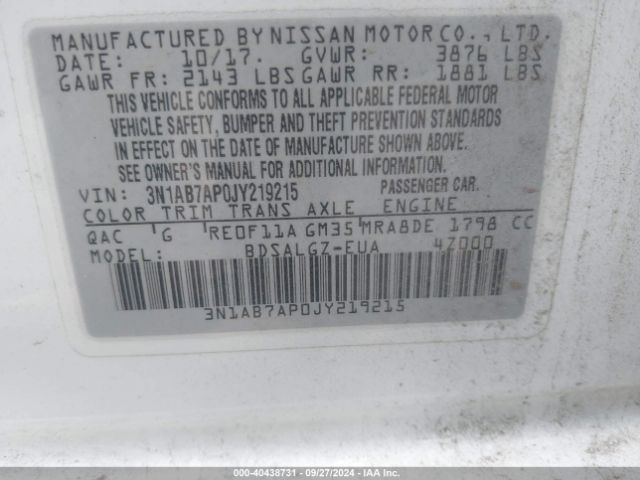 MANUFACTURED BY NISSAN MOTOR CO., LTD.
DATE: 10/17. GVWR: 3876 LBS
GAWR FR: 2143 LBS GAWR RR: 1881 LBS
THIS VEHICLE CONFORMS TO ALL APPLICABLE FEDERAL MOTOR
VEHICLE SAFETY, BUMPER AND THEFT PREVENTION STANDARDS
IN EFFECT ON THE DATE OF MANUFACTURE SHOWN ABOVE.
SEE OWNER'S MANUAL FOR ADDITIONAL INFORMATION.
VIN: 3N1AB7AP0JY219215 PASSENGER CAR.
COLOR TRIM TRANS AXLE ENGINE
QAC G RE0F11A GM35 MRA8DE 1798 CC
MODEL: BDSALGZ-EUA 4Z000
3N1AB7AP0JY219215
000-40438731 - 09/27/2024 - IAA, Inc.